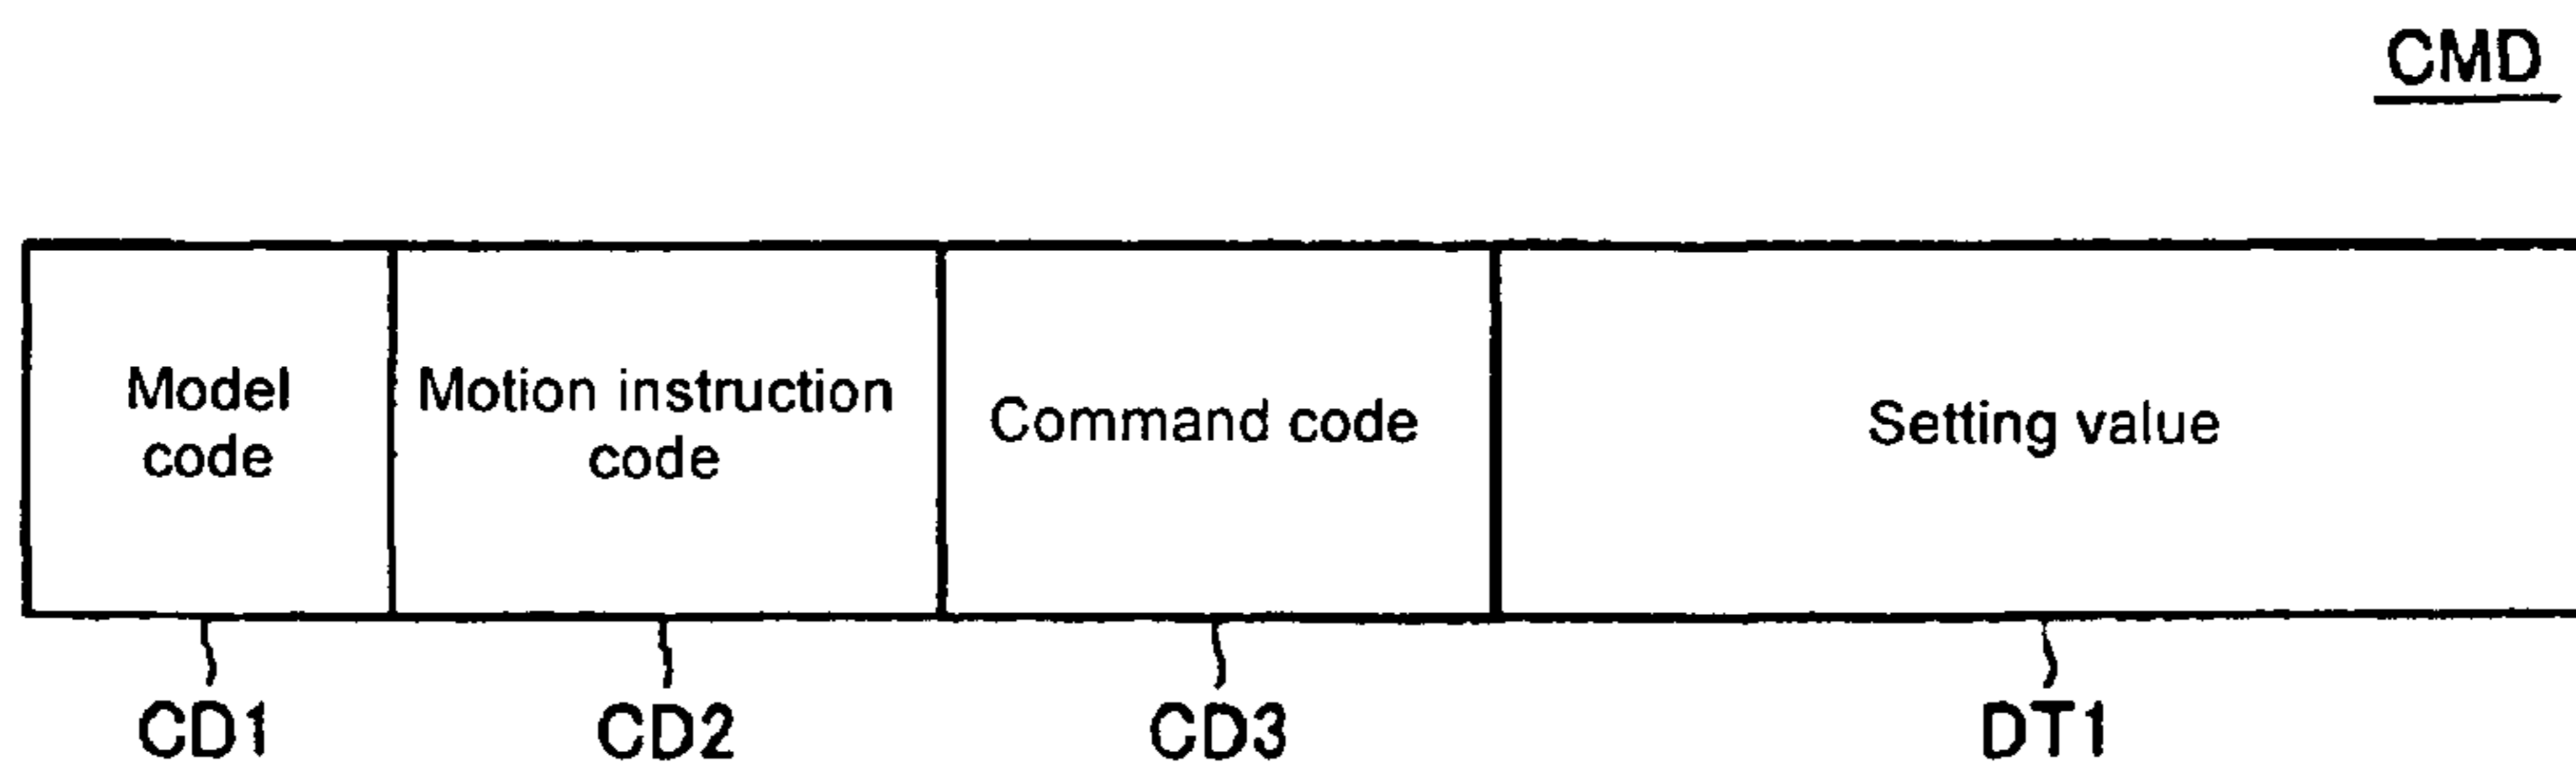 CMD
Model
code
Motion instruction
code
Command code
Setting value
CD1
CD2
CD3
DT1